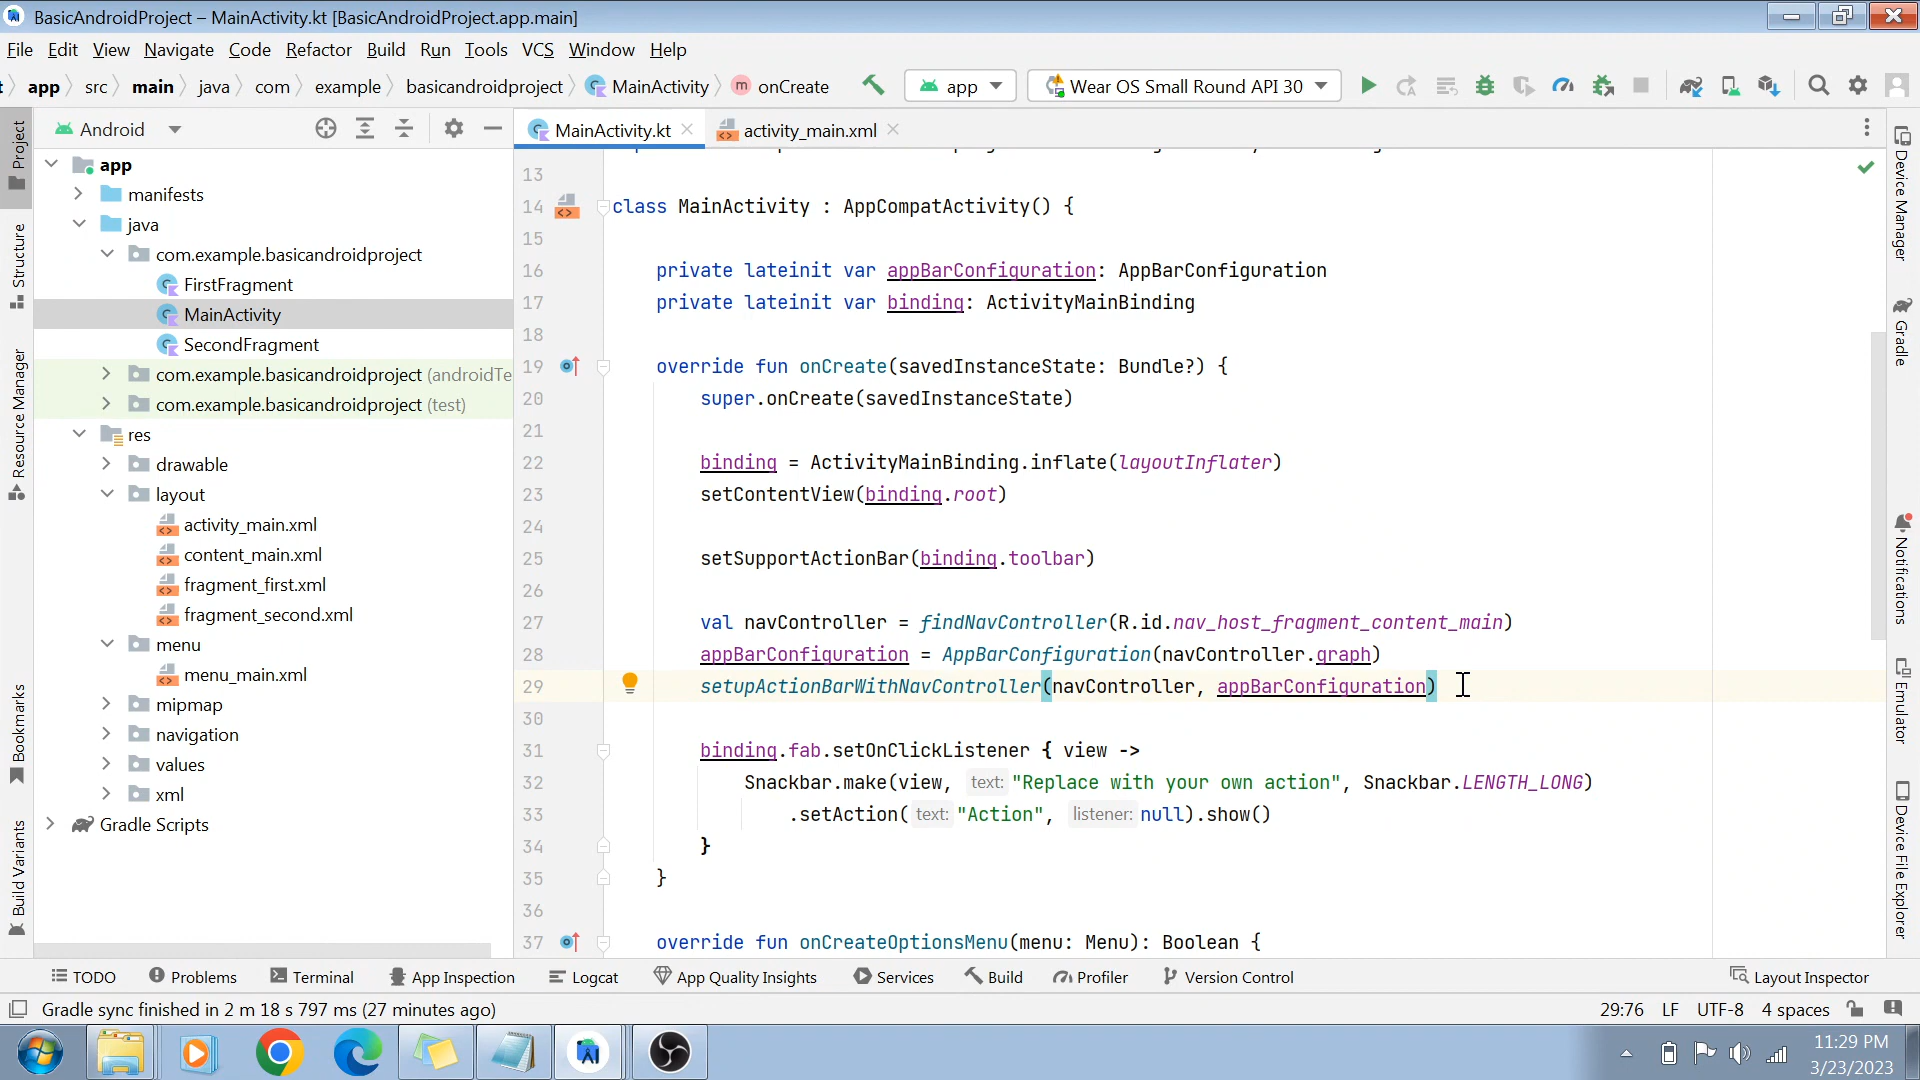 BasicAndroidProject – MainActivity.kt [BasicAndroidProject.app.main]
File Edit View Navigate Code Refactor Build Run Tools VCS Window Help
app src main java com example basicandroidproject MainActivity onCreate app Wear OS Small Round API 30
Android
MainActivity.kt activity_main.xml
Project
Structure
Resource Manager
Bookmarks
Build Variants
app
manifests
java
com.example.basicandroidproject
FirstFragment
MainActivity
SecondFragment
com.example.basicandroidproject (androidTe
com.example.basicandroidproject (test)
res
drawable
layout
activity_main.xml
content_main.xml
fragment_first.xml
fragment_second.xml
menu
menu_main.xml
mipmap
navigation
values
xml
Gradle Scripts
13
14 class MainActivity : AppCompatActivity() {
15
16 private lateinit var appBarConfiguration: AppBarConfiguration
17 private lateinit var binding: ActivityMainBinding
18
19 override fun onCreate(savedInstanceState: Bundle?) {
20 super.onCreate(savedInstanceState)
21
22 binding = ActivityMainBinding.inflate(layoutInflater)
23 setContentView(binding.root)
24
25 setSupportActionBar(binding.toolbar)
26
27 val navController = findNavController(R.id.nav_host_fragment_content_main)
28 appBarConfiguration = AppBarConfiguration(navController.graph)
29 setupActionBarWithNavController(navController, appBarConfiguration)
30
31 binding.fab.setOnClickListener { view ->
32 Snackbar.make(view, text: "Replace with your own action", Snackbar.LENGTH_LONG)
33 .setAction( text: "Action", listener: null).show()
34 }
35 }
36
37 override fun onCreateOptionsMenu(menu: Menu): Boolean {
Device Manager
Gradle
Notifications
Emulator
Device File Explorer
TODO Problems Terminal App Inspection Logcat App Quality Insights Services Build Profiler Version Control Layout Inspector
Gradle sync finished in 2 m 18 s 797 ms (27 minutes ago) 29:76 LF UTF-8 4 spaces
11:29 PM
3/23/2023